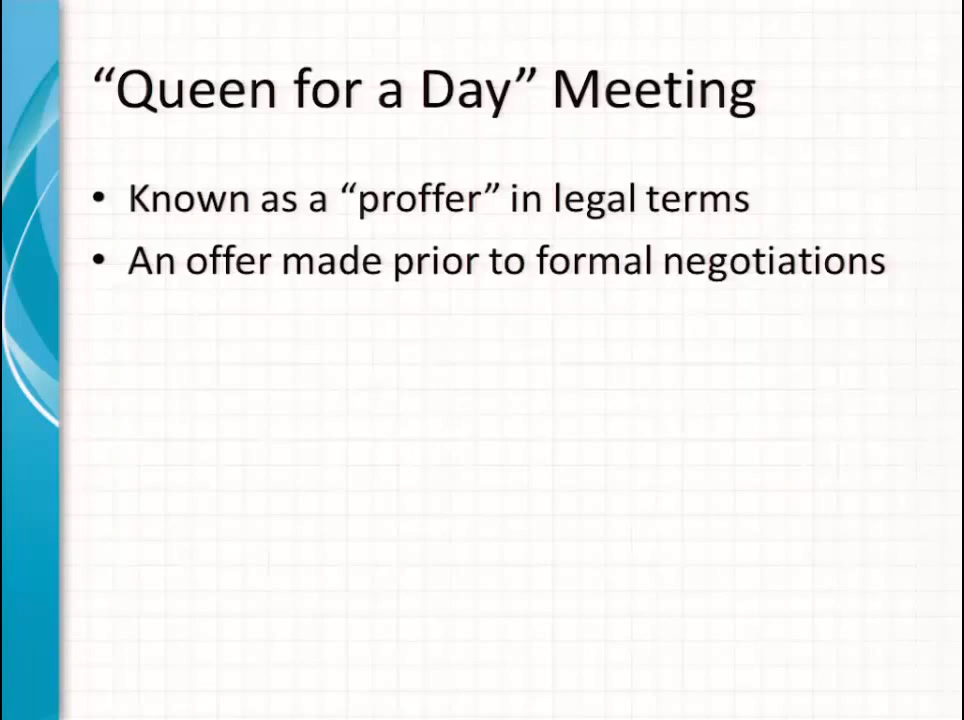 “Queen for a Day” Meeting
• Known as a “proffer” in legal terms
• An offer made prior to formal negotiations